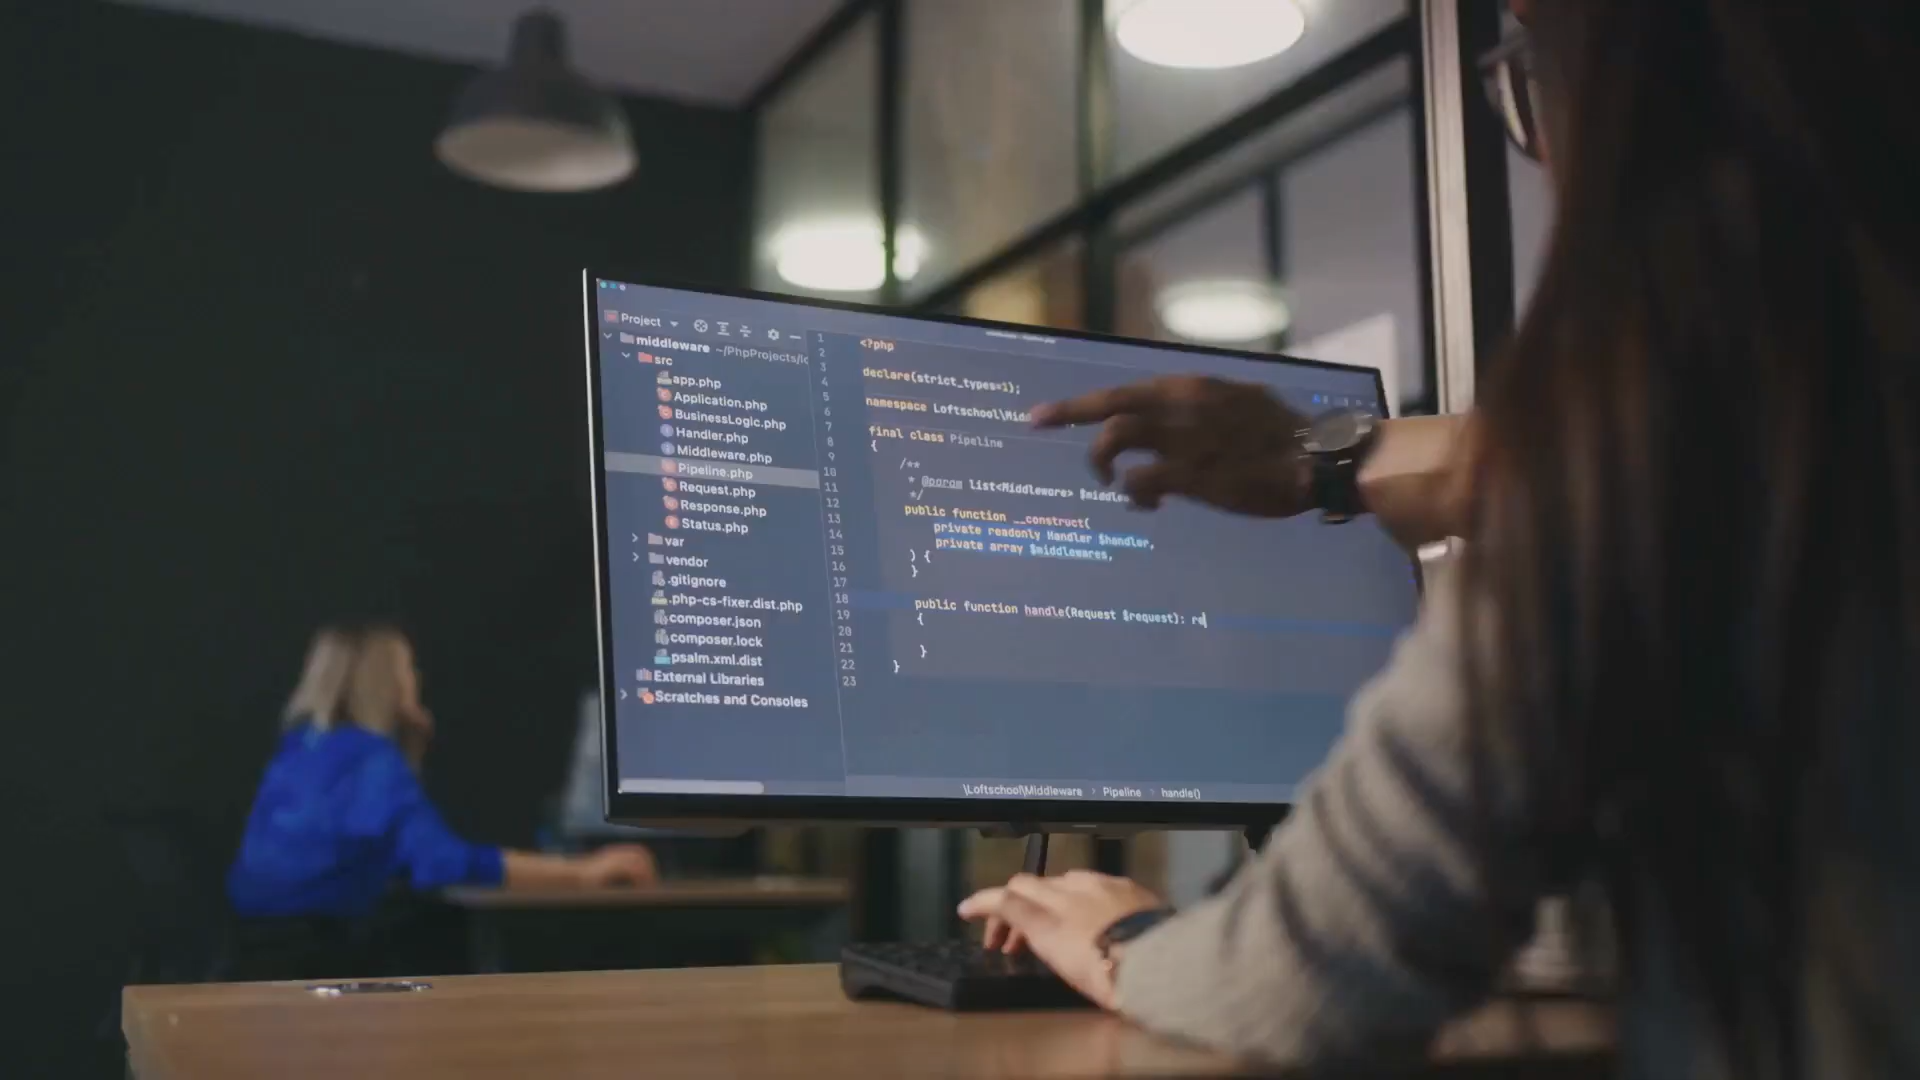 Project
middleware ~/PhpProjects/lo
src
app.php
Application.php
BusinessLogic.php
Handler.php
Middleware.php
Pipeline.php
Request.php
Response.php
Status.php
var
vendor
.gitignore
.php-cs-fixer.dist.php
composer.json
composer.lock
psalm.xml.dist
External Libraries
Scratches and Consoles
1 <?php
2
3 declare(strict_types=1);
4
5 namespace Loftschool\Midd
6
7 final class Pipeline
8 {
9 /**
10 * @param list<Middleware> $middlew
11 */
12 public function __construct(
13 private readonly Handler $handler,
14 private array $middlewares,
15 ) {
16 }
17
18 public function handle(Request $request): re
19 {
20
21 }
22 }
23
\Loftschool\Middleware › Pipeline › handle()